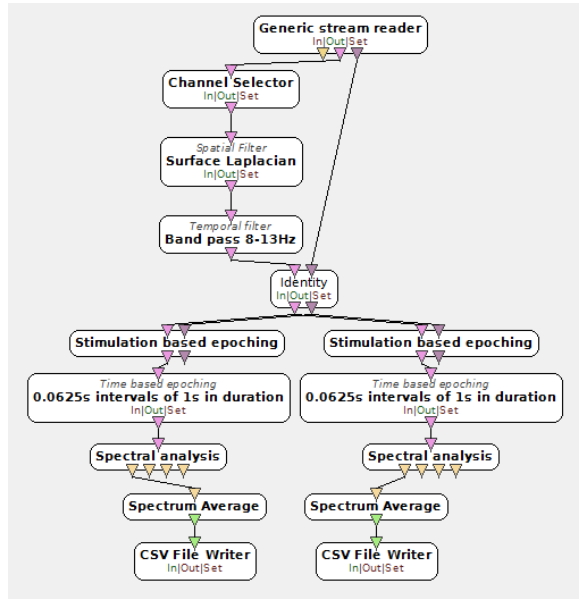 Generic stream reader
In|Out|Set
Channel Selector
In|Out|Set
Spatial Filter
Surface Laplacian
In|Out|Set
Temporal filter
Band pass 8-13Hz
Identity
In|Out|Set
Stimulation based epoching
Stimulation based epoching
Time based epoching
0.0625s intervals of 1s in duration
In|Out|Set
Time based epoching
0.0625s intervals of 1s in duration
In|Out|Set
Spectral analysis
Spectral analysis
Spectrum Average
Spectrum Average
CSV File Writer
In|Out|Set
CSV File Writer
In|Out|Set